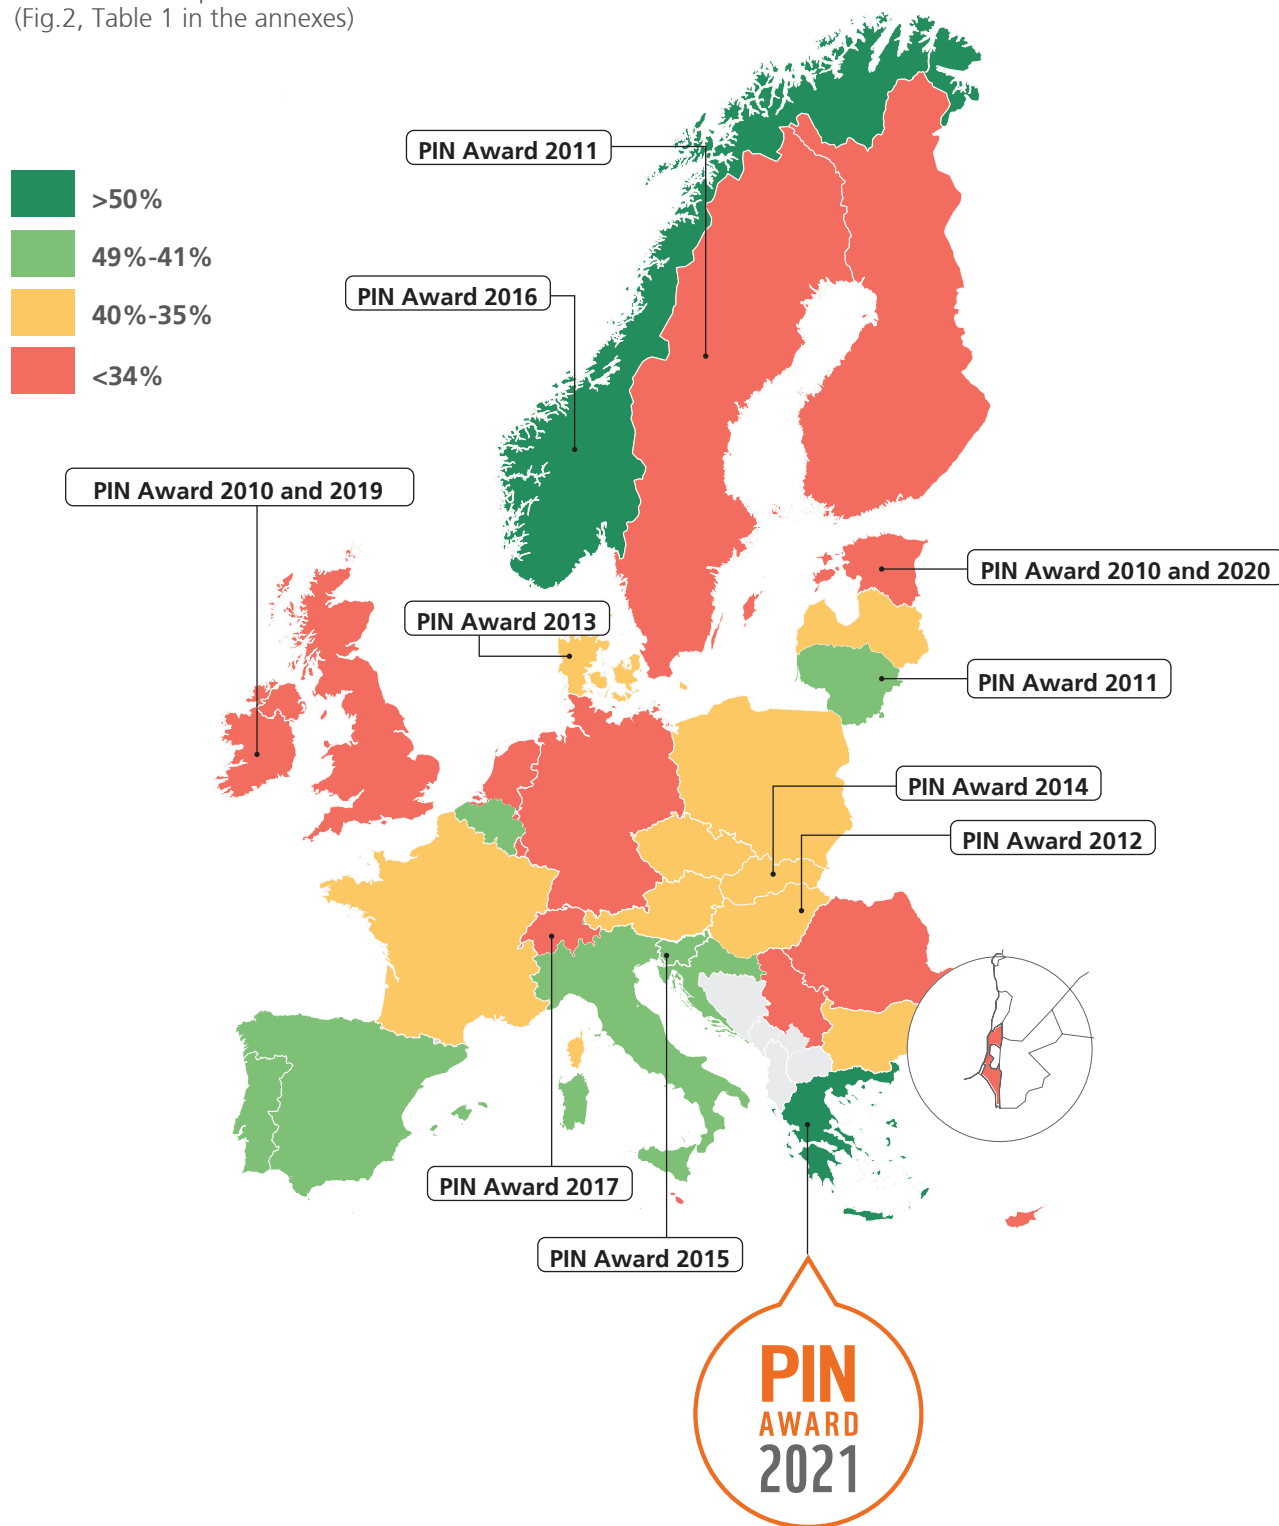 (Fig.2, Table 1 in the annexes)
PIN Award 2011
>50%
49%-41%
PIN Award 2016
40%-35%
<34%
PIN Award 2010 and 2019
PIN Award 2010 and 2020
PIN Award 2013
PIN Award 2011
PIN Award 2014
PIN Award 2012
PIN Award 2017
PIN Award 2015
PIN
AWARD
2021